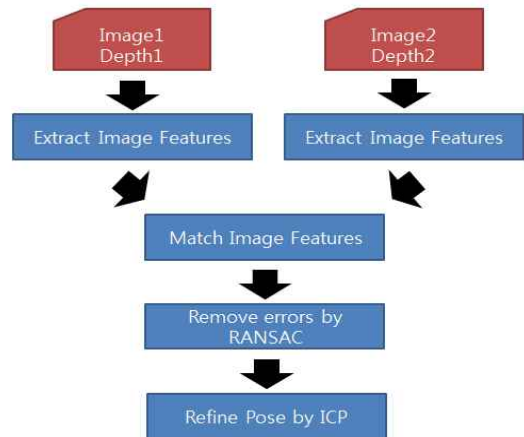 Image1
Depth1
Image2
Depth2
Extract Image Features
Extract Image Features
Match Image Features
Remove errors by
RANSAC
Refine Pose by ICP